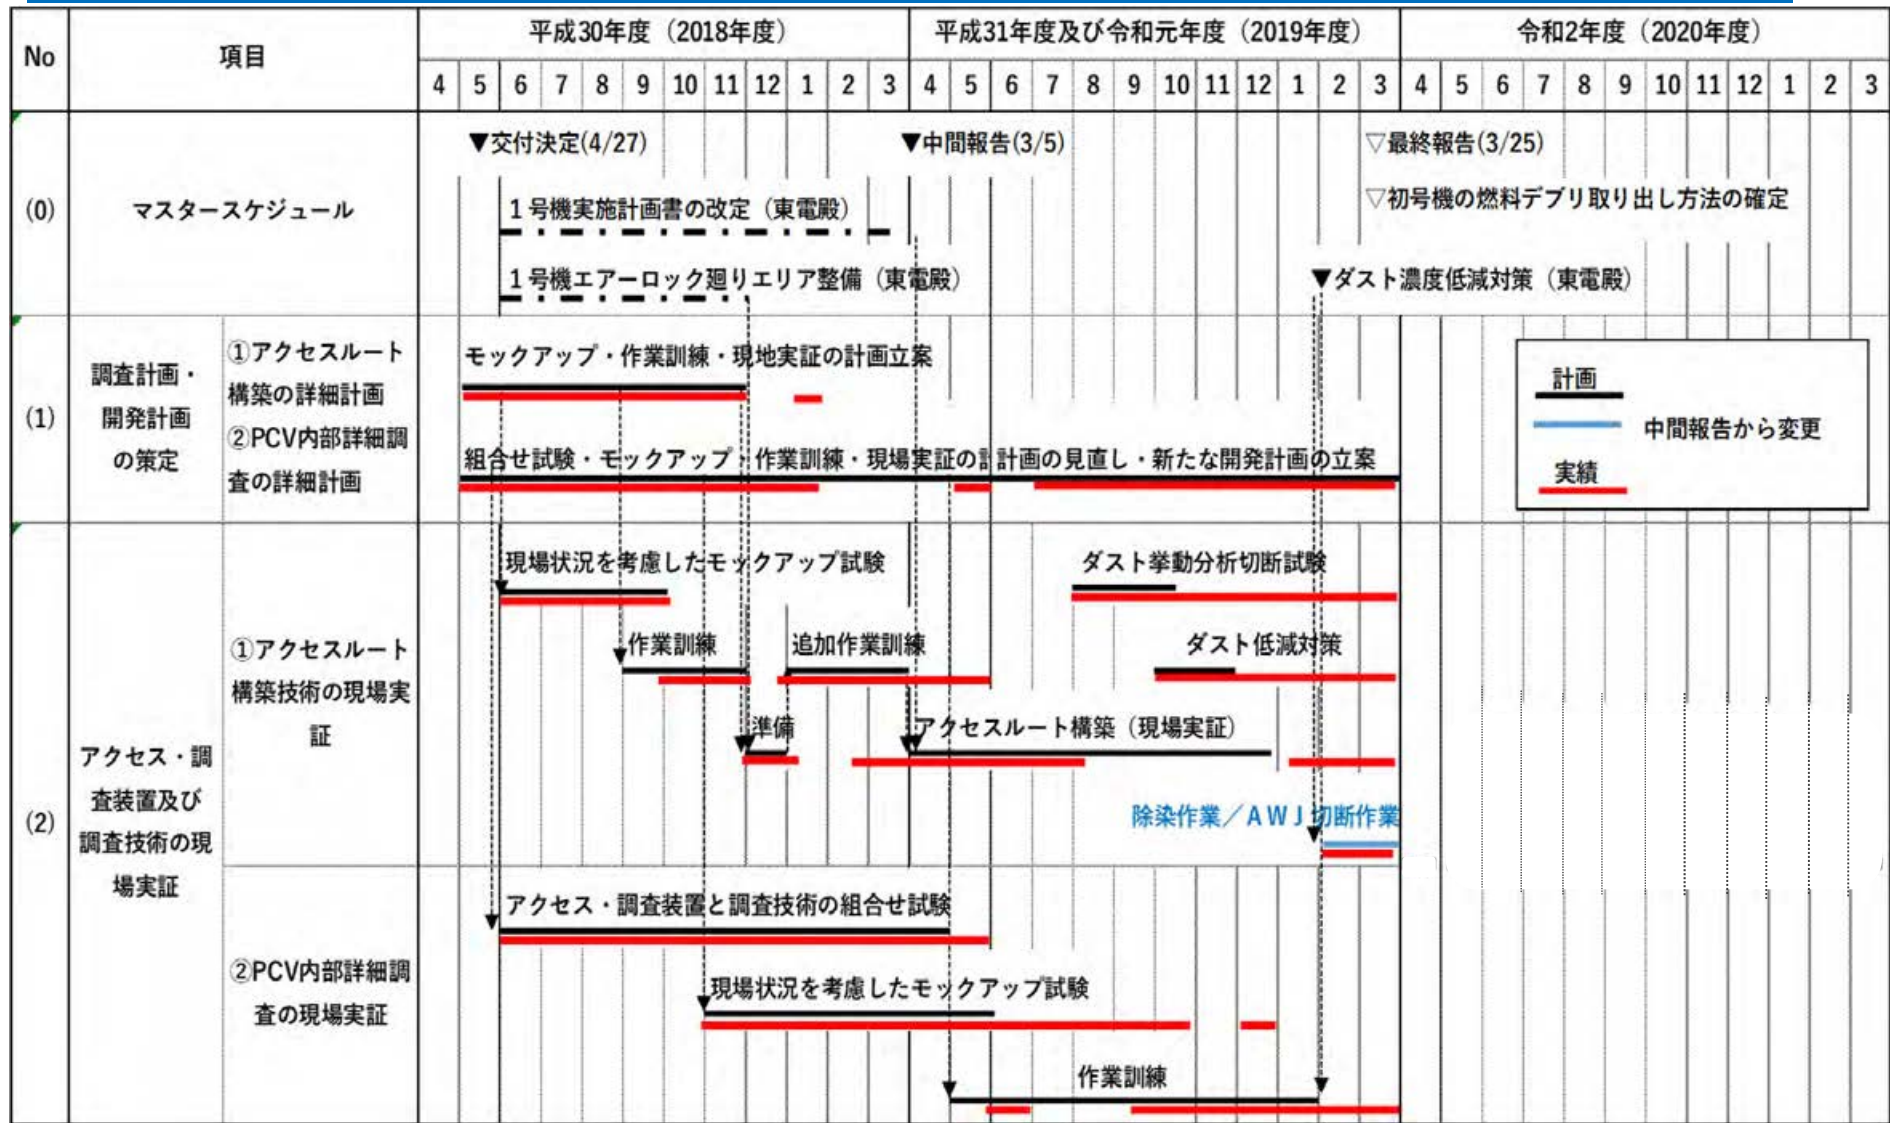 No
項目
平成30年度（2018年度）
平成31年度及び令和元年度（2019年度）
令和2年度（2020年度）
4 5 6 7 8 9 10 11 12 1 2 3 4 5 6 7 8 9 10 11 12 1 2 3 4 5 6 7 8 9 10 11 12 1 2 3
(0)
マスタースケジュール
▼交付決定(4/27)
▼中間報告(3/5)
▽最終報告(3/25)
▽初号機の燃料デブリ取り出し方法の確定
１号機実施計画書の改定（東電殿）
１号機エアーロック廻りエリア整備（東電殿）
▼ダスト濃度低減対策（東電殿）
(1)
調査計画・
開発計画
の策定
①アクセスルート
構築の詳細計画
②PCV内部詳細調
査の詳細計画
モックアップ・作業訓練・現地実証の計画立案
組合せ試験・モックアップ・作業訓練・現場実証の計画の見直し・新たな開発計画の立案
計画
中間報告から変更
実績
(2)
アクセス・調
査装置及び
調査技術の現
場実証
①アクセスルート
構築技術の現場実
証
現場状況を考慮したモックアップ試験
ダスト挙動分析切断試験
作業訓練
追加作業訓練
ダスト低減対策
準備
アクセスルート構築（現場実証）
除染作業／ＡＷＪ切断作業
②PCV内部詳細調
査の現場実証
アクセス・調査装置と調査技術の組合せ試験
現場状況を考慮したモックアップ試験
作業訓練